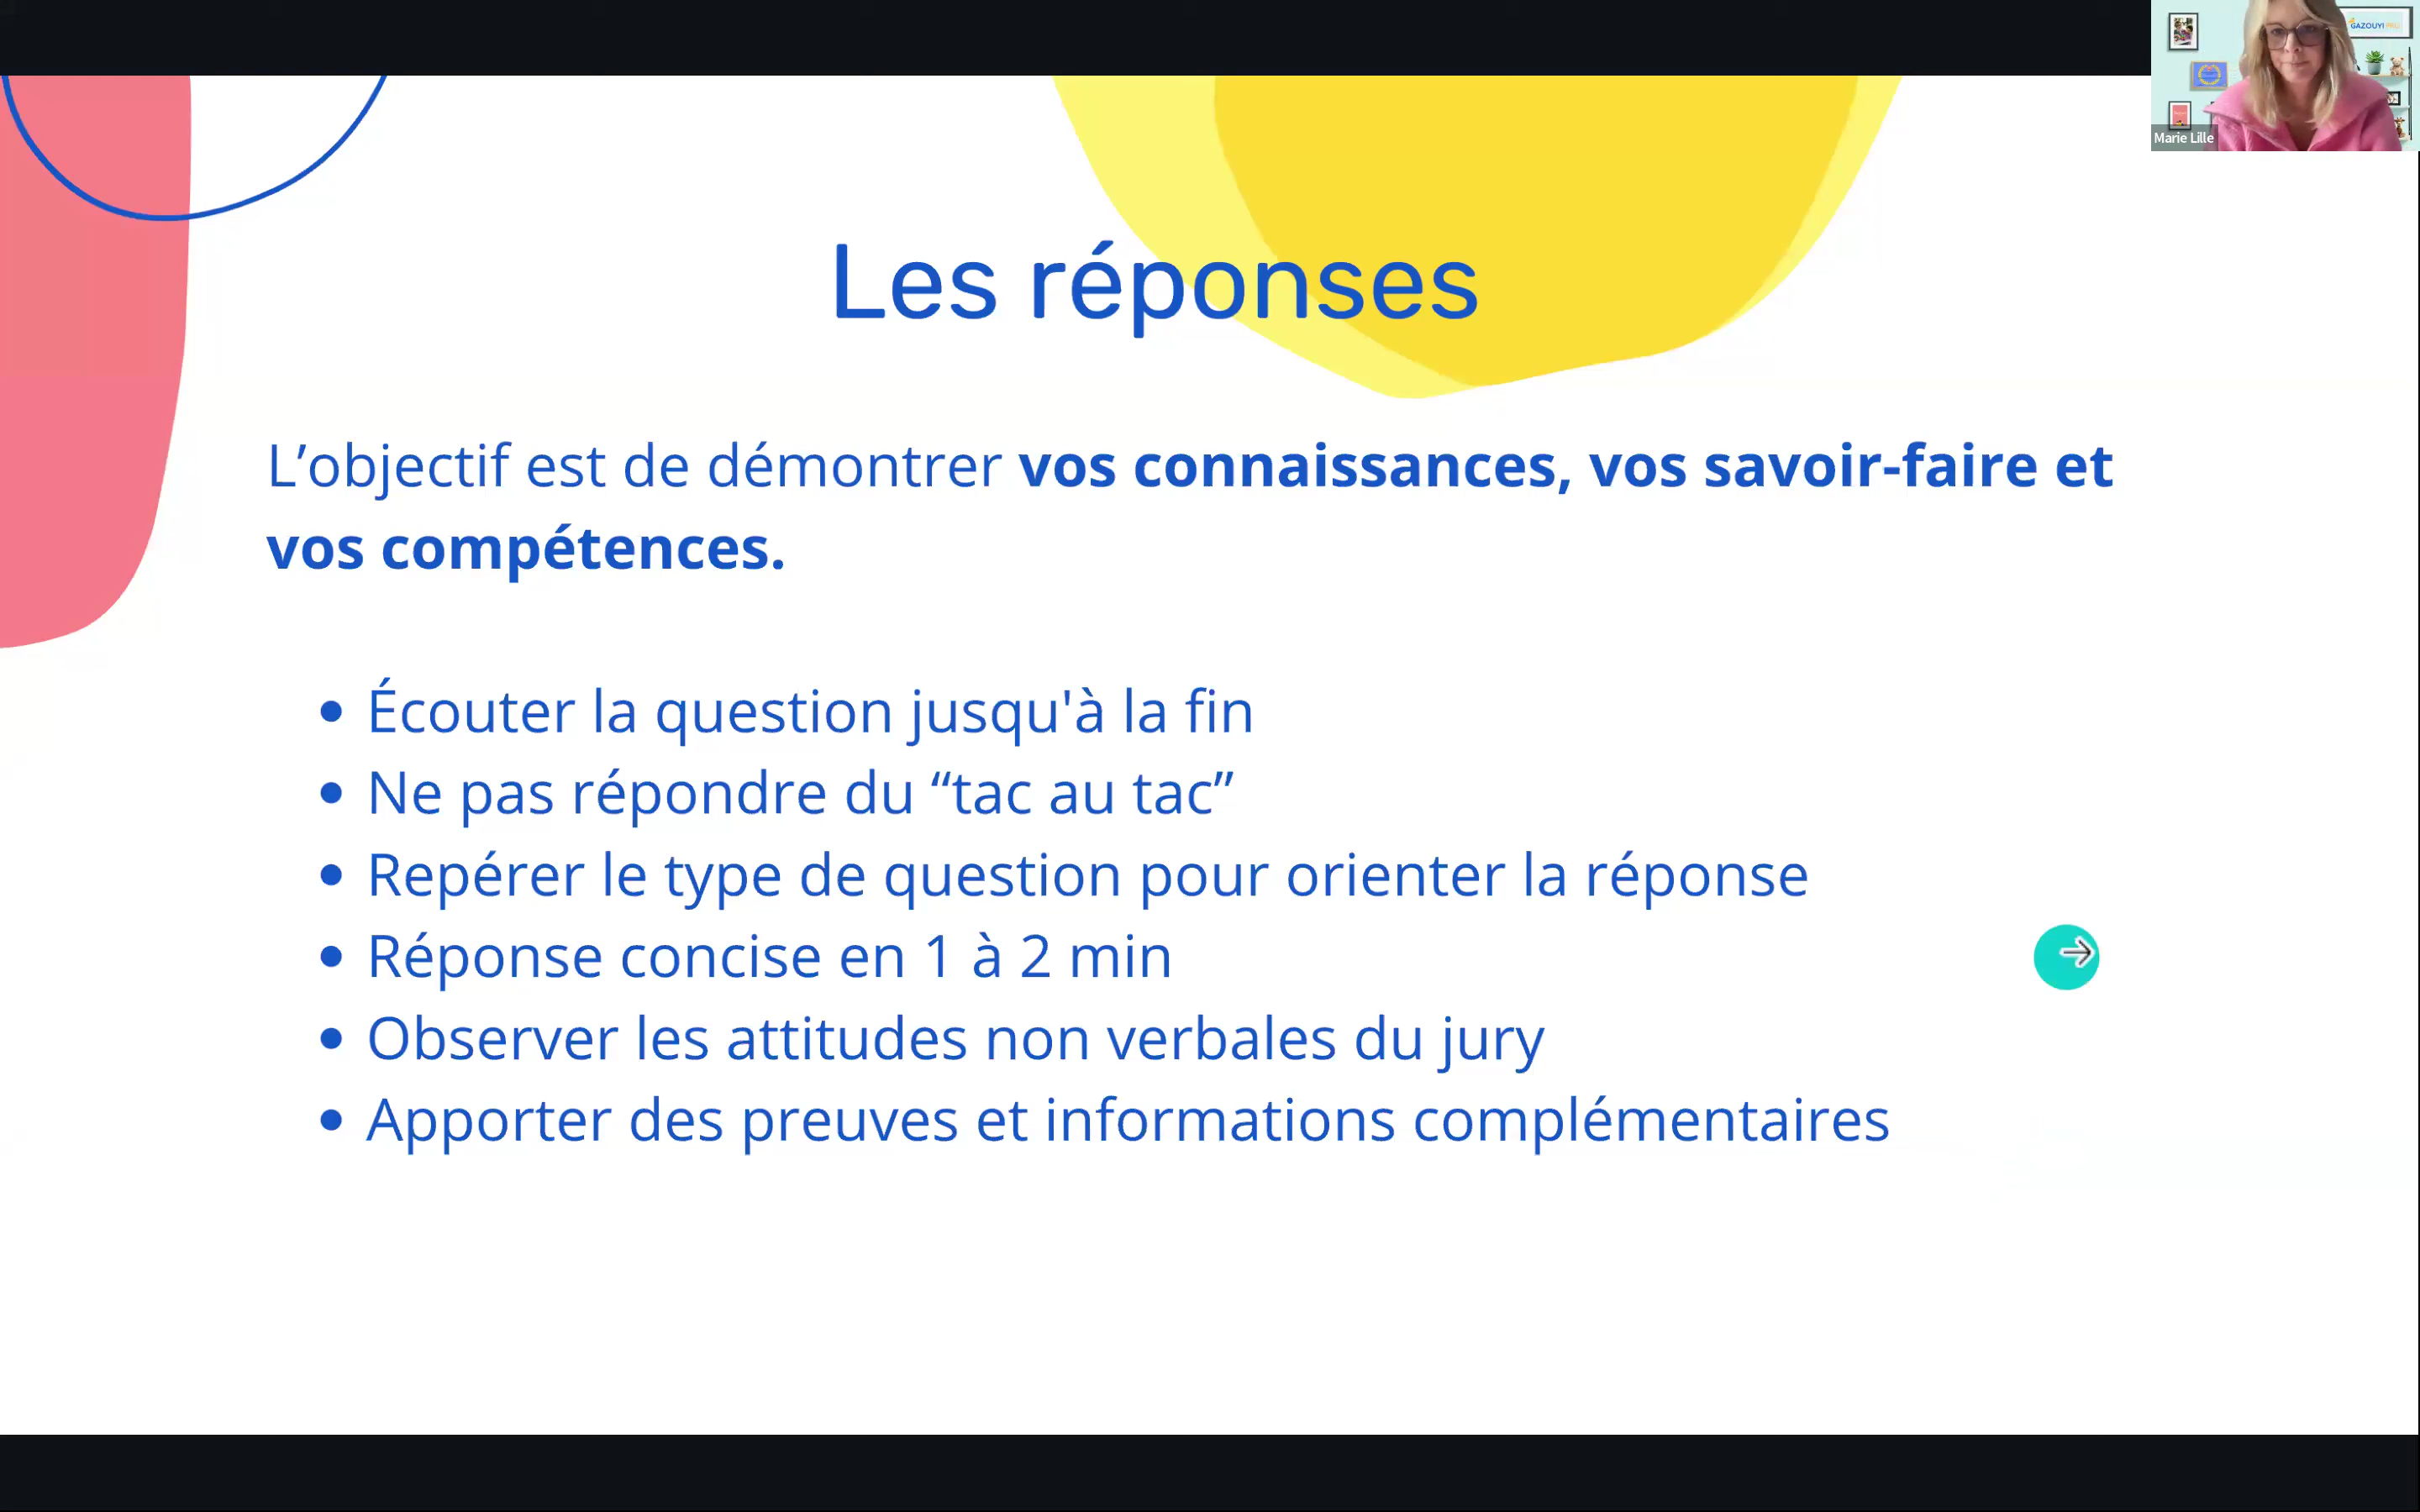 GAZOUYI
Marie Lille
Les réponses
L’objectif est de démontrer vos connaissances, vos savoir-faire et
vos compétences.
• Écouter la question jusqu'à la fin
• Ne pas répondre du “tac au tac”
• Repérer le type de question pour orienter la réponse
• Réponse concise en 1 à 2 min
• Observer les attitudes non verbales du jury
• Apporter des preuves et informations complémentaires